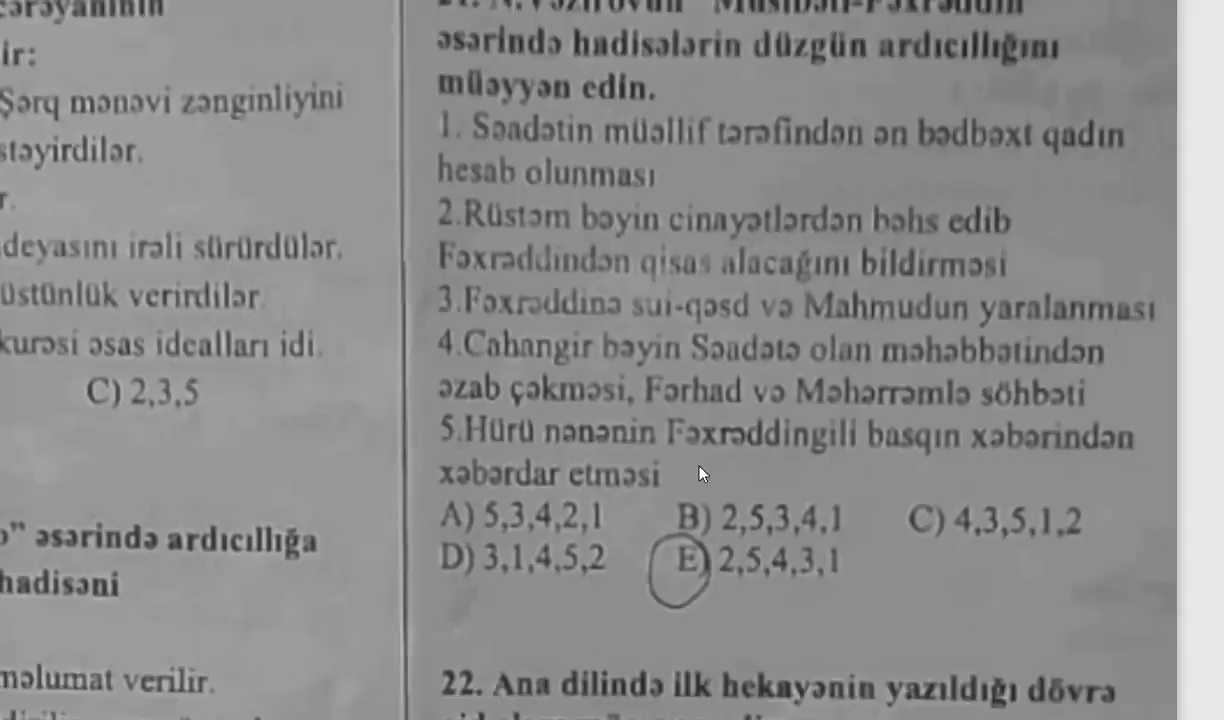 ir:
Şərq mənəvi zənginliyini
stəyirdilər.
r.
deyasını irəli sürürdülər.
üstünlük verirdilər.
kurəsi əsas idealları idi.
C) 2,3,5
ə” əsərində ardıcıllığa
hadisəni
məlumat verilir.
əsərində hadisələrin düzgün ardıcıllığını
müəyyən edin.
1. Səadətin müəllif tərəfindən ən bədbəxt qadın
hesab olunması
2.Rüstəm bəyin cinayətlərdən bəhs edib
Fəxrəddindən qisas alacağını bildirməsi
3.Fəxrəddinə sui-qəsd və Mahmudun yaralanması
4.Cahangir bəyin Səadətə olan məhəbbətindən
əzab çəkməsi, Fərhad və Məhərrəmlə söhbəti
5.Hürü nənənin Fəxrəddingili basqın xəbərindən
xəbərdar etməsi
A) 5,3,4,2,1 B) 2,5,3,4,1 C) 4,3,5,1,2
D) 3,1,4,5,2 E) 2,5,4,3,1
22. Ana dilində ilk hekayənin yazıldığı dövrə